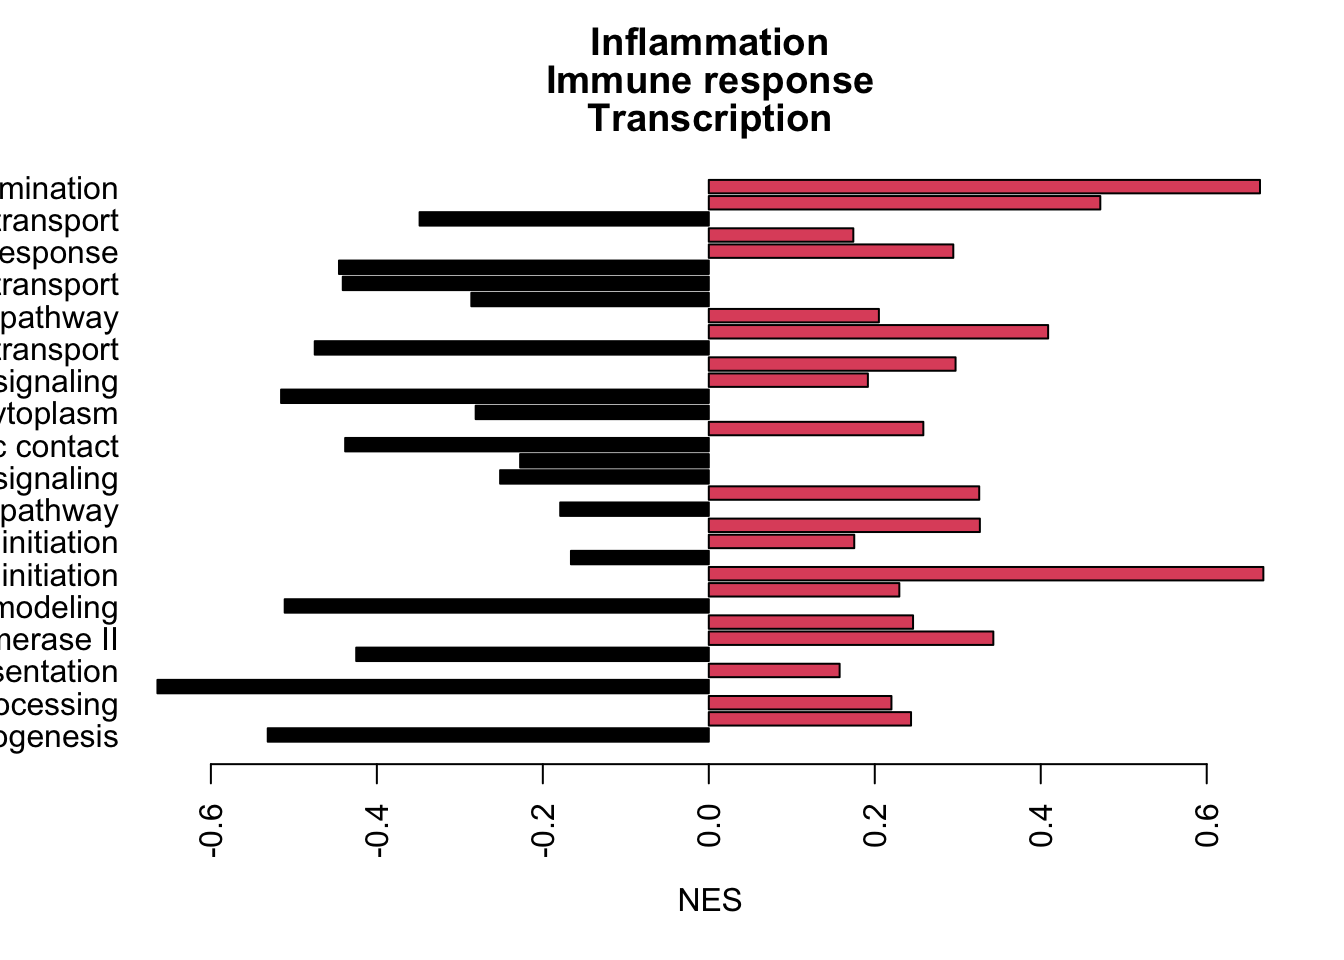 Inflammation
Immune response
Transcription
mination
transport
esponse
transport
pathway
transport
signaling
ytoplasm
c contact
signaling
pathway
initiation
initiation
modeling
merase II
sentation
ocessing
ogenesis
-0.6 -0.4 -0.2 0.0 0.2 0.4 0.6
NES